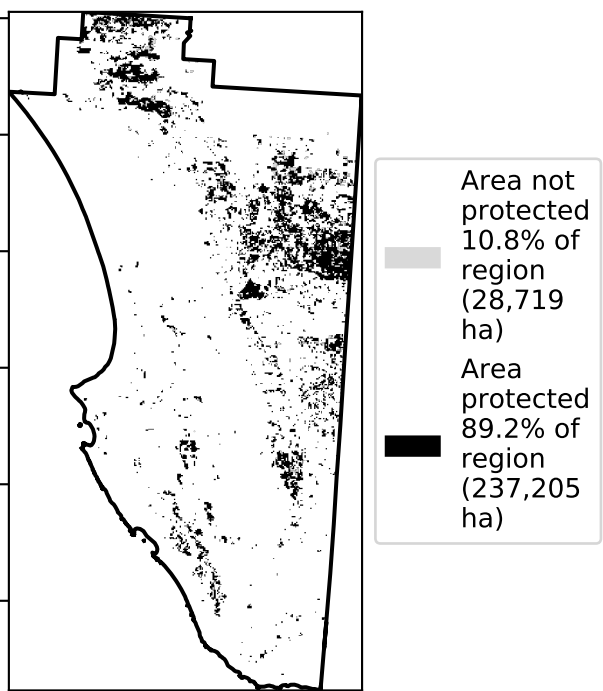 Area not
protected
10.8% of
region
(28,719
ha)
Area
protected
89.2% of
region
(237,205
ha)